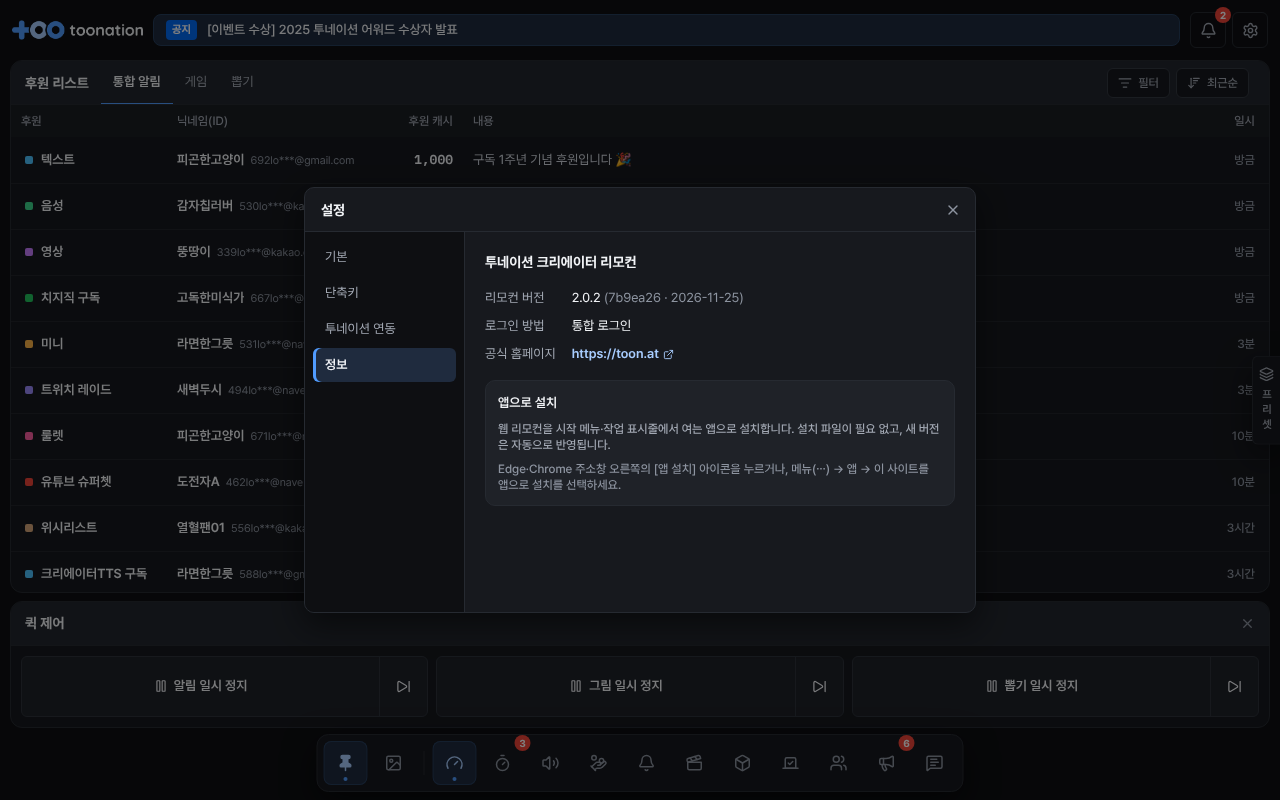 toonation
공지 [이벤트 수상] 2025 투네이션 어워드 수상자 발표
2
후원 리스트 통합 알림 게임 뽑기 필터 최근순
후원 닉네임(ID) 후원 캐시 내용 일시
텍스트 피곤한고양이 692lo***@gmail.com 1,000 구독 1주년 기념 후원입니다 🎉 방금
음성 감자칩러버 530lo***@ka 방금
영상 뚱땅이 339lo***@kakao. 방금
치지직 구독 고독한미식가 667lo***@ 방금
미니 라면한그릇 531lo***@na 3분
트위치 레이드 새벽두시 494lo***@nave 3분
룰렛 피곤한고양이 671lo***@ 10분
유튜브 슈퍼챗 도전자A 462lo***@nave 10분
위시리스트 열혈팬01 556lo***@kak 3시간
크리에이터TTS 구독 라면한그릇 588lo***@gm 3시간
프
리
셋
설정
기본
단축키
투네이션 연동
정보
투네이션 크리에이터 리모컨
리모컨 버전 2.0.2 (7b9ea26 · 2026-11-25)
로그인 방법 통합 로그인
공식 홈페이지 https://toon.at
앱으로 설치
웹 리모컨을 시작 메뉴·작업 표시줄에서 여는 앱으로 설치합니다. 설치 파일이 필요 없고, 새 버전
은 자동으로 반영됩니다.
Edge·Chrome 주소창 오른쪽의 [앱 설치] 아이콘을 누르거나, 메뉴(···) → 앱 → 이 사이트를
앱으로 설치를 선택하세요.
퀵 제어
알림 일시 정지 그림 일시 정지 뽑기 일시 정지
3
6